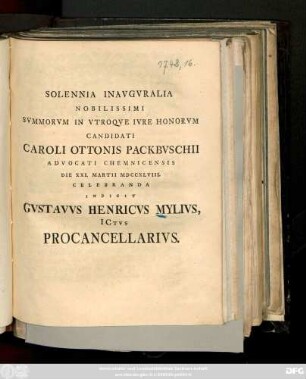 1748, 16.
SOLENNIA INAVGVRALIA
NOBILISSIMI
SVMMORVM IN VTROQVE IVRE HONORVM
CANDIDATI
CAROLI OTTONIS PACKBVSCHII
ADVOCATI CHEMNICENSIS
DIE XXI. MARTII MDCCXLVIII.
CELEBRANDA
INDICIT
GVSTAVVS HENRICVS MYLIVS,
ICTVS
PROCANCELLARIVS.
DFG